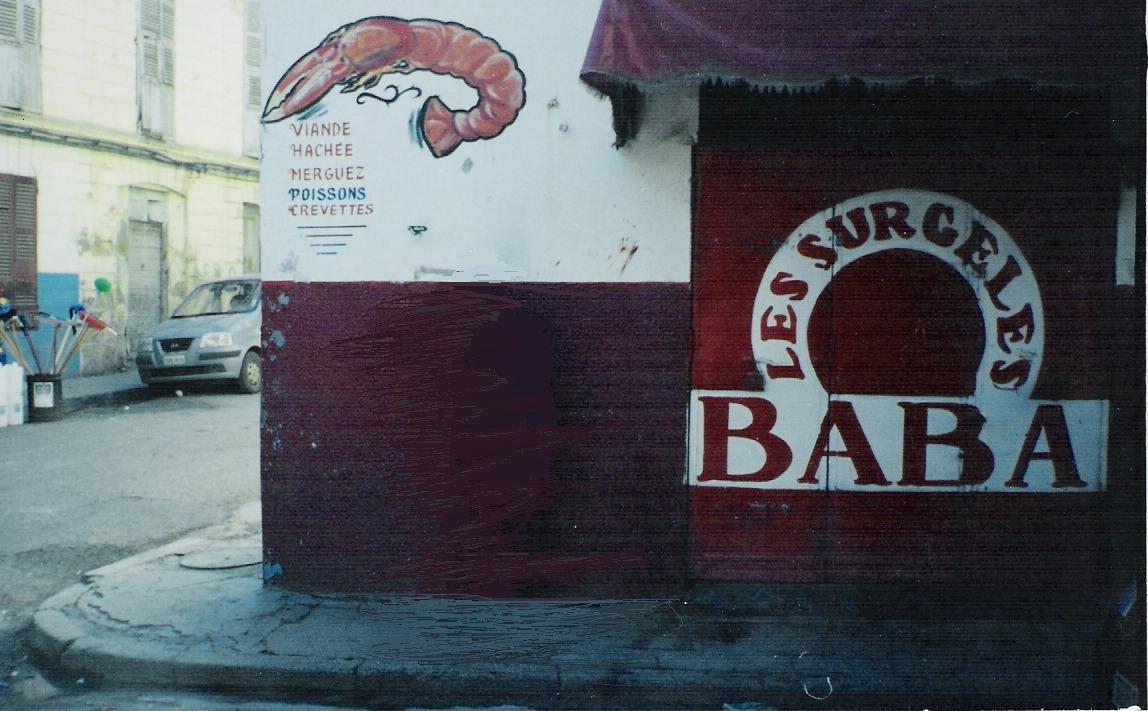 VIANDE
HACHÉE
MERGUEZ
POISSONS
CREVETTES
LES SURGELES
BABA